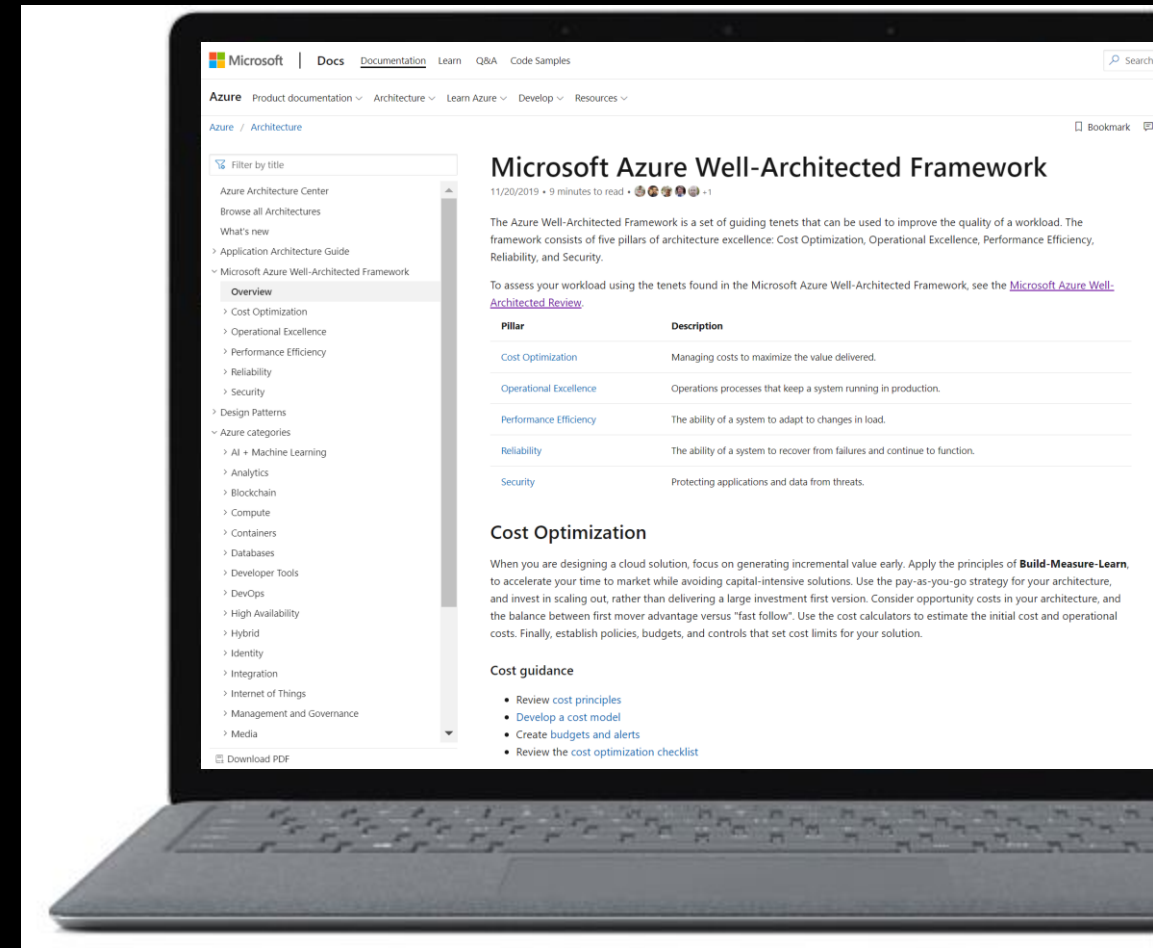 Microsoft Docs Documentation Learn Q&A Code Samples Search
Azure Product documentation Architecture Learn Azure Develop Resources
Azure / Architecture Bookmark
Filter by title
Azure Architecture Center
Browse all Architectures
What's new
Application Architecture Guide
Microsoft Azure Well-Architected Framework
Overview
Cost Optimization
Operational Excellence
Performance Efficiency
Reliability
Security
Design Patterns
Azure categories
AI + Machine Learning
Analytics
Blockchain
Compute
Containers
Databases
Developer Tools
DevOps
High Availability
Hybrid
Identity
Integration
Internet of Things
Management and Governance
Media
Download PDF
Microsoft Azure Well-Architected Framework
11/20/2019 • 9 minutes to read • +1
The Azure Well-Architected Framework is a set of guiding tenets that can be used to improve the quality of a workload. The
framework consists of five pillars of architecture excellence: Cost Optimization, Operational Excellence, Performance Efficiency,
Reliability, and Security.
To assess your workload using the tenets found in the Microsoft Azure Well-Architected Framework, see the Microsoft Azure Well-
Architected Review.
Pillar Description
Cost Optimization Managing costs to maximize the value delivered.
Operational Excellence Operations processes that keep a system running in production.
Performance Efficiency The ability of a system to adapt to changes in load.
Reliability The ability of a system to recover from failures and continue to function.
Security Protecting applications and data from threats.
Cost Optimization
When you are designing a cloud solution, focus on generating incremental value early. Apply the principles of Build-Measure-Learn,
to accelerate your time to market while avoiding capital-intensive solutions. Use the pay-as-you-go strategy for your architecture,
and invest in scaling out, rather than delivering a large investment first version. Consider opportunity costs in your architecture, and
the balance between first mover advantage versus "fast follow". Use the cost calculators to estimate the initial cost and operational
costs. Finally, establish policies, budgets, and controls that set cost limits for your solution.
Cost guidance
• Review cost principles
• Develop a cost model
• Create budgets and alerts
• Review the cost optimization checklist